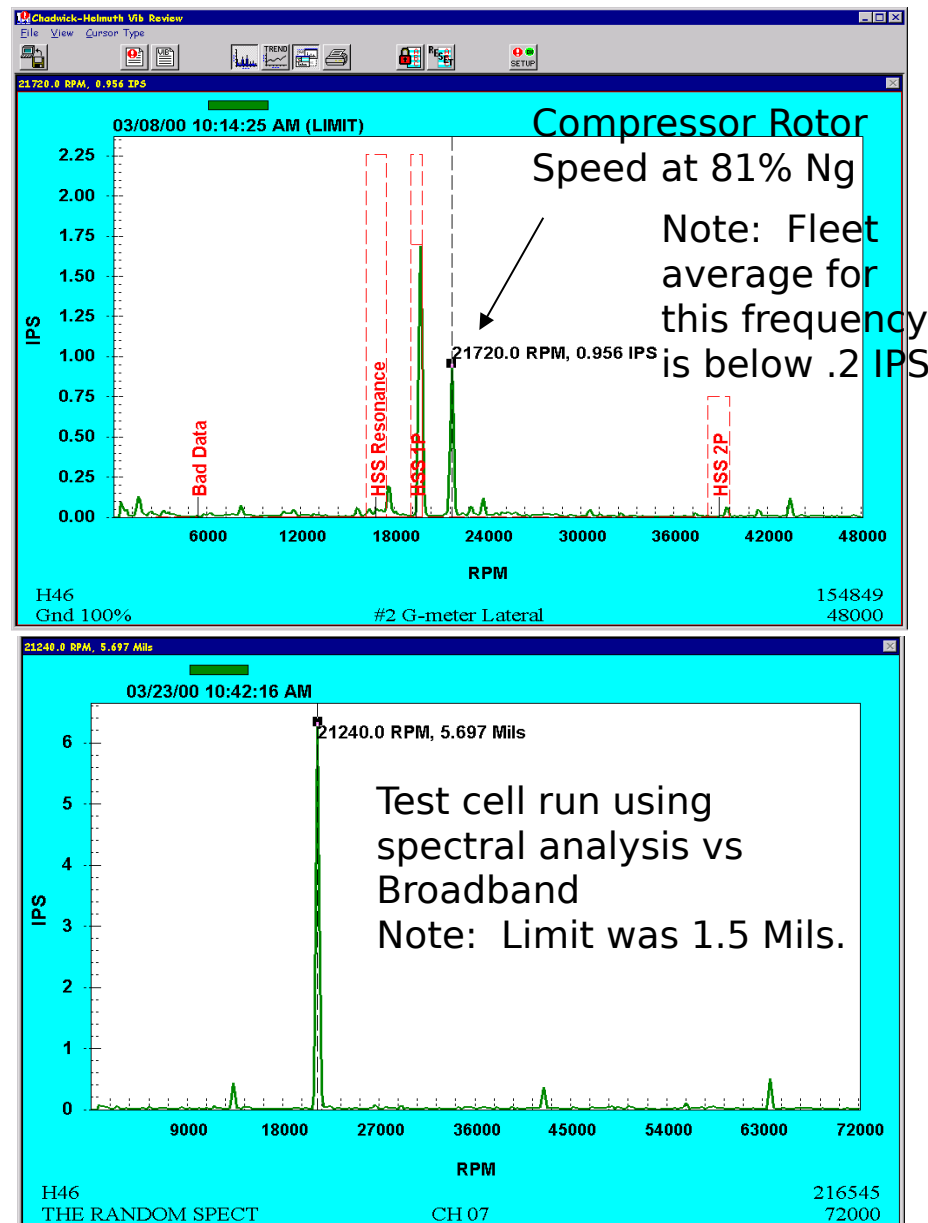 Chadwick-Helmuth Vib Review
File View Cursor Type
VIB
TREND
RESET
SETUP
21720.0 RPM, 0.956 IPS
03/08/00 10:14:25 AM (LIMIT)
Compressor Rotor
Speed at 81% Ng
Note: Fleet
average for
this frequency
is below .2 IPS
21720.0 RPM, 0.956 IPS
IPS
2.25
2.00
1.75
1.50
1.25
1.00
0.75
0.50
0.25
0.00
Bad Data
HSS Resonance
HSS 1P
HSS 2P
6000 12000 18000 24000 30000 36000 42000 48000
RPM
H46 154849
Gnd 100% #2 G-meter Lateral 48000
21240.0 RPM, 5.697 Mils
03/23/00 10:42:16 AM
21240.0 RPM, 5.697 Mils
Test cell run using
spectral analysis vs
Broadband
Note: Limit was 1.5 Mils.
IPS
6
5
4
3
2
1
0
9000 18000 27000 36000 45000 54000 63000 72000
RPM
H46 216545
THE RANDOM SPECT CH 07 72000